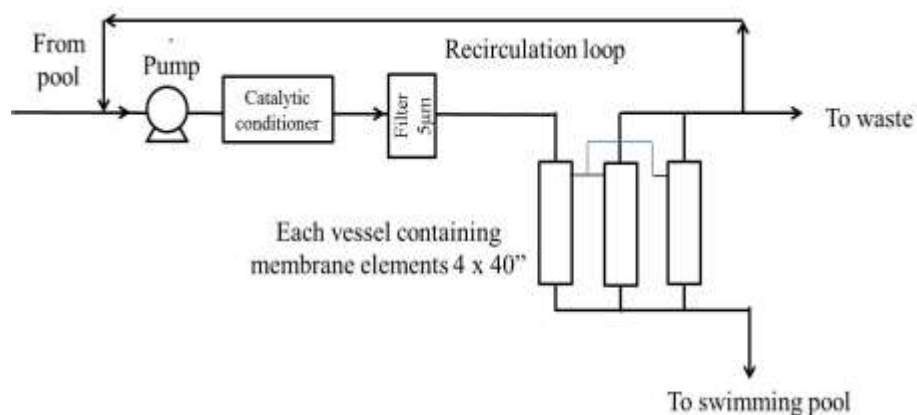 From
pool
Pump
Recirculation loop
Catalytic
conditioner
Filter
5µm
To waste
Each vessel containing
membrane elements 4 x 40”
To swimming pool